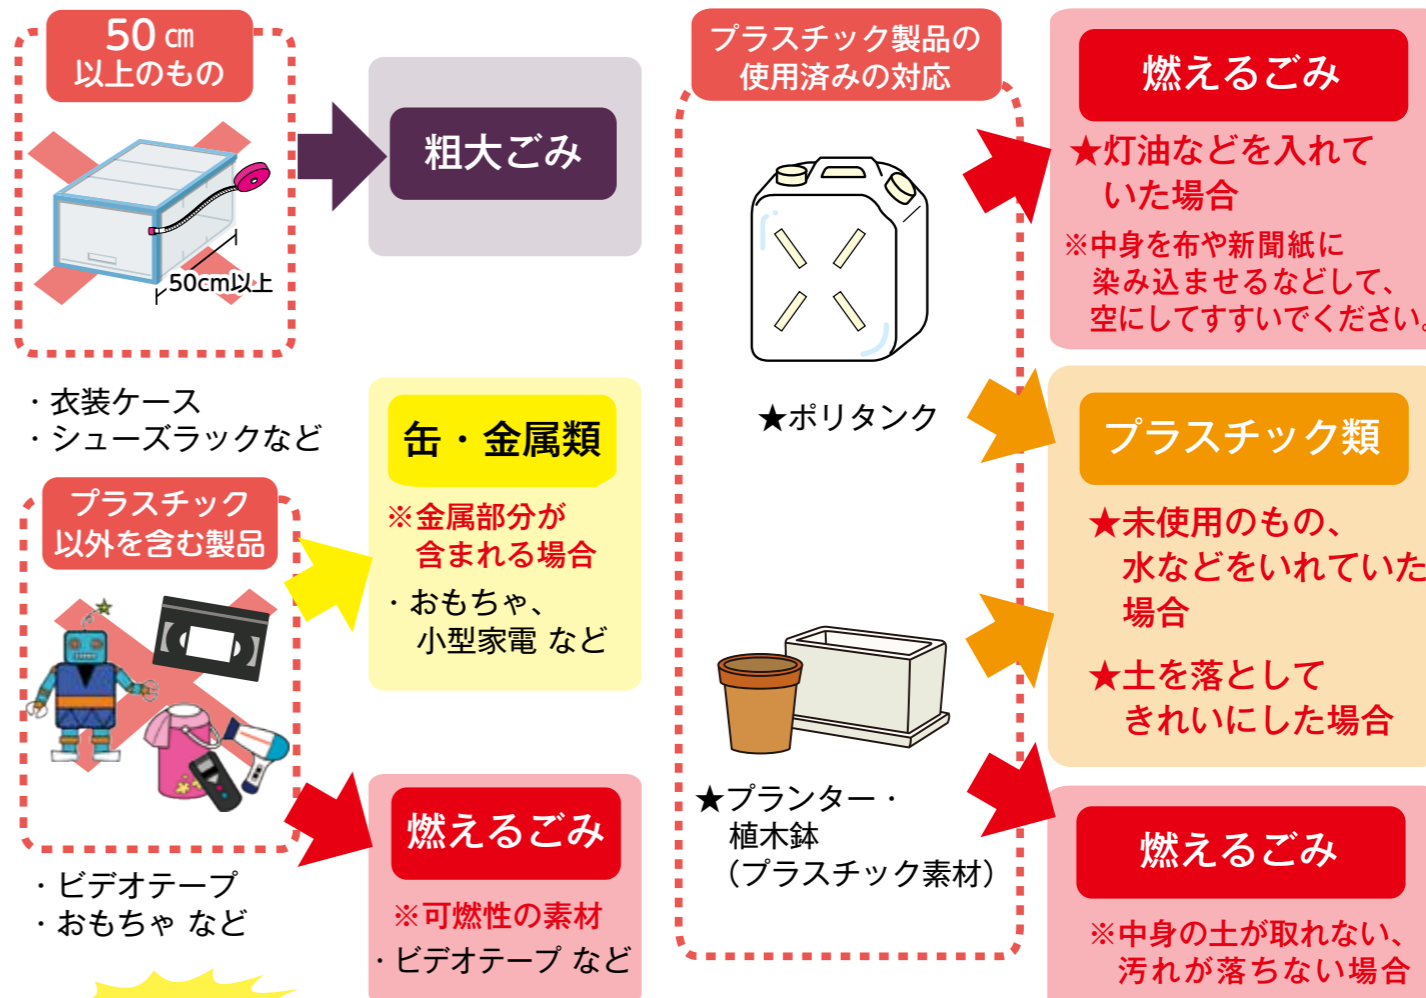 50㎝
以上のもの
50cm以上
・衣装ケース
・シューズラックなど
粗大ごみ
プラスチック
以外を含む製品
・ビデオテープ
・おもちゃ など
缶・金属類
※金属部分が
含まれる場合
・おもちゃ、
小型家電 など
燃えるごみ
※可燃性の素材
・ビデオテープ など
プラスチック製品の
使用済みの対応
★ポリタンク
★プランター・
植木鉢
（プラスチック素材）
燃えるごみ
★灯油などを入れて
いた場合
※中身を布や新聞紙に
染み込ませるなどして、
空にしてすすいでください。
プラスチック類
★未使用のもの、
水などをいれていた
場合
★土を落として
きれいにした場合
燃えるごみ
※中身の土が取れない、
汚れが落ちない場合